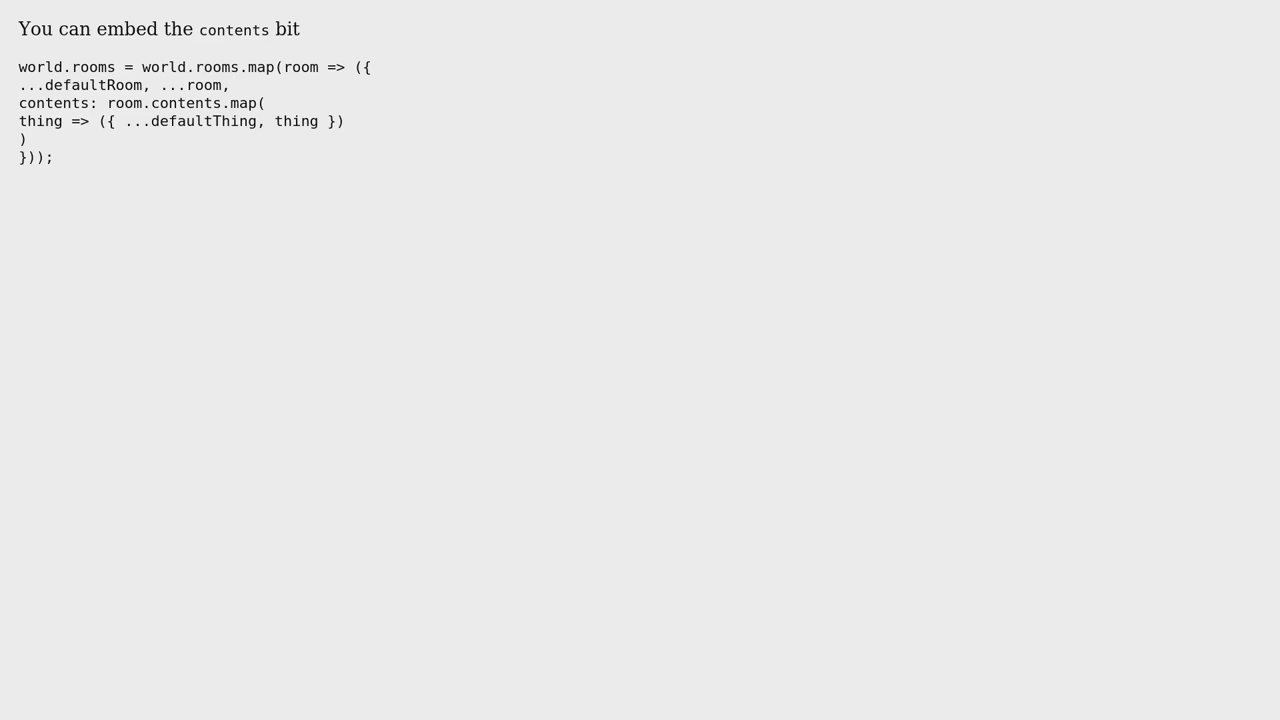 You can embed the contents bit
world.rooms = world.rooms.map(room => ({
...defaultRoom, ...room,
contents: room.contents.map(
thing => ({ ...defaultThing, thing })
)
}));